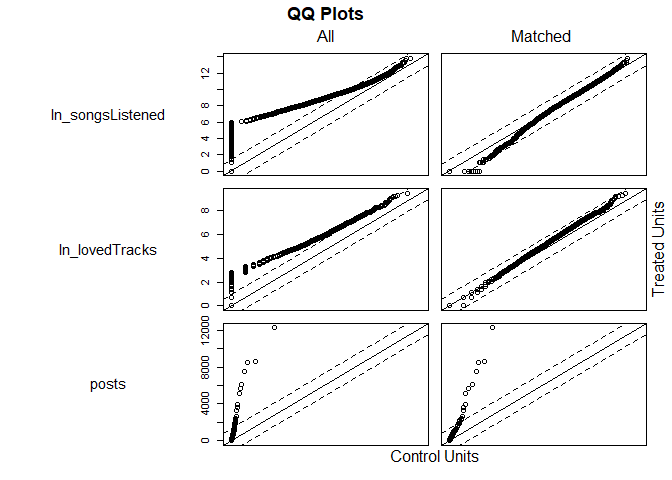 QQ Plots
All Matched
ln_songsListened
0 2 4 6 8 12
ln_lovedTracks
0 2 4 6 8
posts
0 4000 8000 12000
Treated Units
Control Units